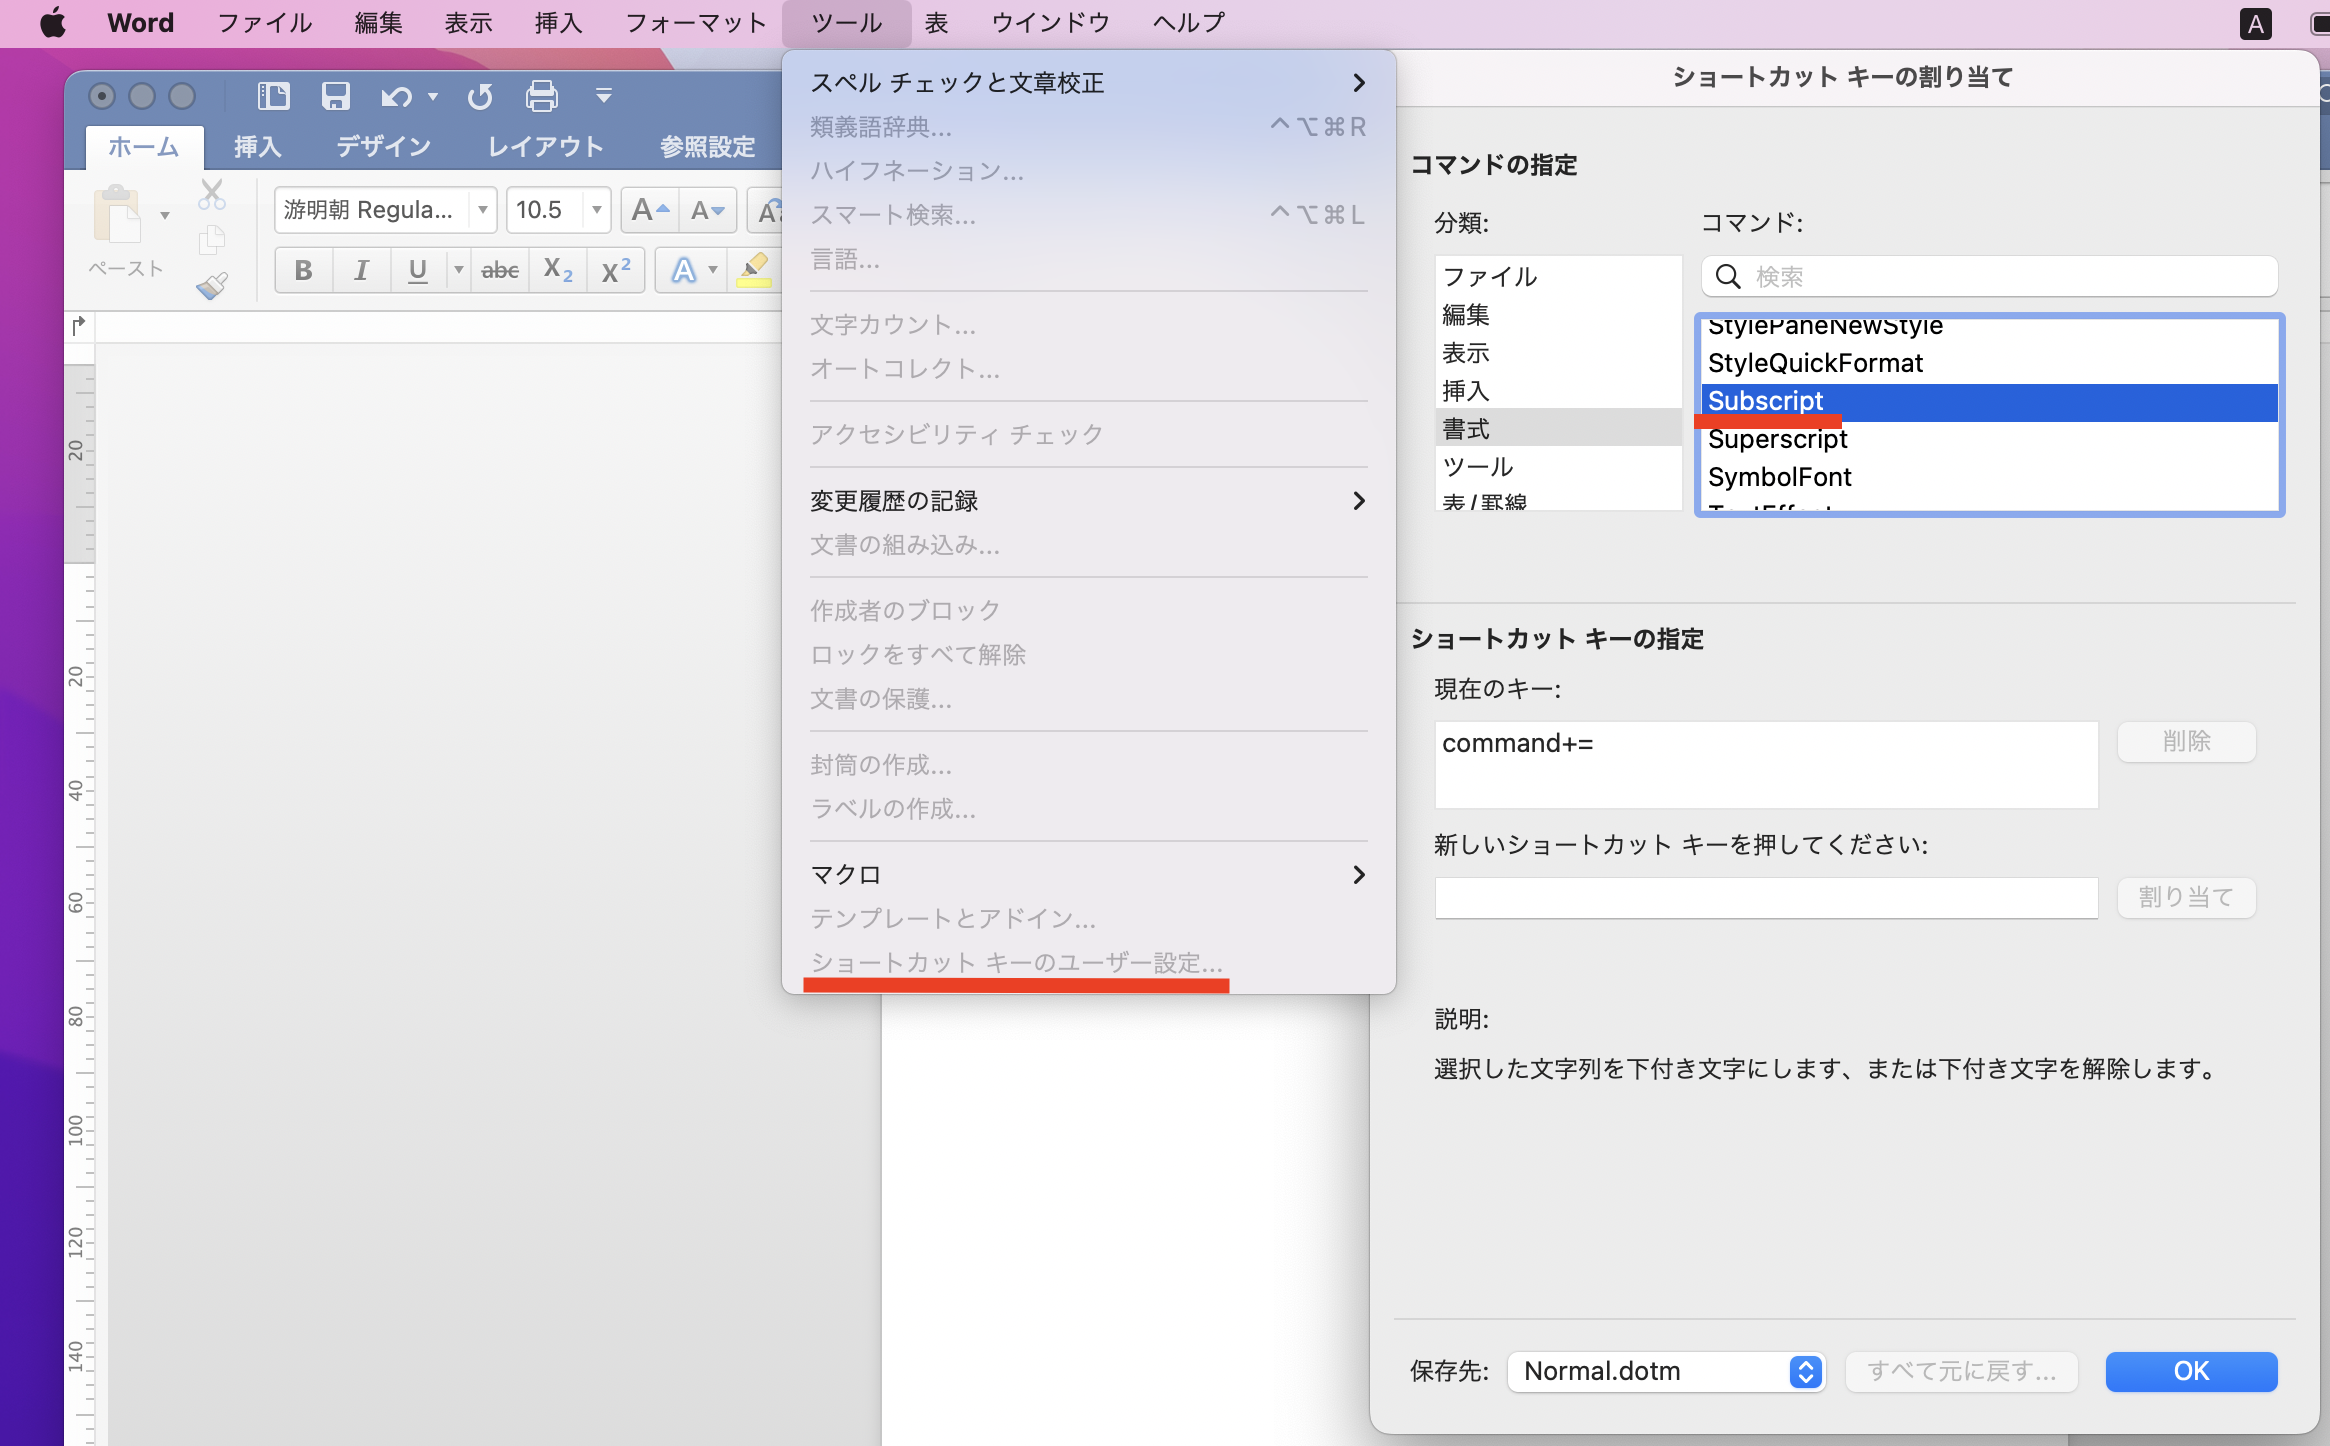 Word ファイル 編集 表示 挿入 フォーマット ツール 表 ウインドウ ヘルプ A
ホーム 挿入 デザイン レイアウト 参照設定
ペースト
游明朝 Regula... 10.5 A A
B I U abc X2 X2 A
20
20
40
60
80
100
120
140
スペル チェックと文章校正
類義語辞典... ^⌥⌘R
ハイフネーション...
スマート検索... ^⌥⌘L
言語...
文字カウント...
オートコレクト...
アクセシビリティ チェック
変更履歴の記録
文書の組み込み...
作成者のブロック
ロックをすべて解除
文書の保護...
封筒の作成...
ラベルの作成...
マクロ
テンプレートとアドイン...
ショートカット キーのユーザー設定...
ショートカット キーの割り当て
コマンドの指定
分類:
ファイル
編集
表示
挿入
書式
ツール
表/罫線
コマンド:
検索
StylePaneNewStyle
StyleQuickFormat
Subscript
Superscript
SymbolFont
ショートカット キーの指定
現在のキー:
command+=
削除
新しいショートカット キーを押してください:
割り当て
説明:
選択した文字列を下付き文字にします、または下付き文字を解除します。
保存先: Normal.dotm すべて元に戻す... OK